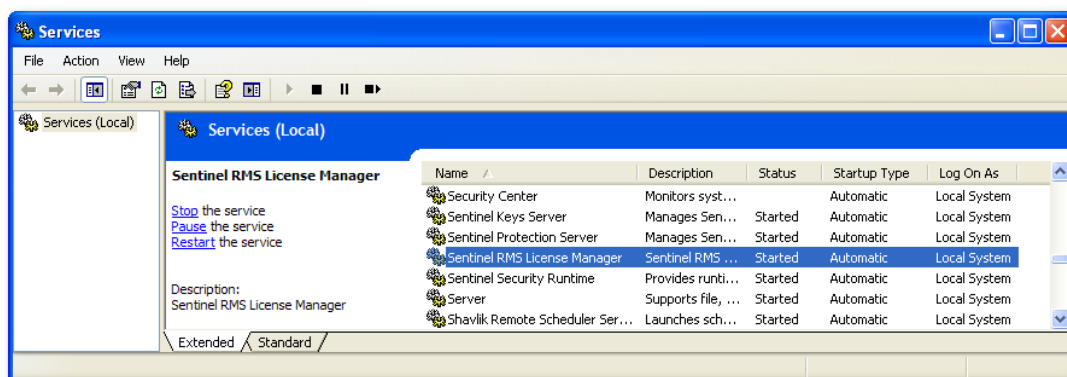 Services
File Action View Help
Services (Local)
Services (Local)
Sentinel RMS License Manager
Stop the service
Pause the service
Restart the service
Description:
Sentinel RMS License Manager
Name Description Status Startup Type Log On As
Security Center Monitors syst... Automatic Local System
Sentinel Keys Server Manages Sen... Started Automatic Local System
Sentinel Protection Server Manages Sen... Started Automatic Local System
Sentinel RMS License Manager Sentinel RMS ... Started Automatic Local System
Sentinel Security Runtime Provides runti... Started Automatic Local System
Server Supports file, ... Started Automatic Local System
Shavlik Remote Scheduler Ser... Launches sch... Started Automatic Local System
Extended Standard